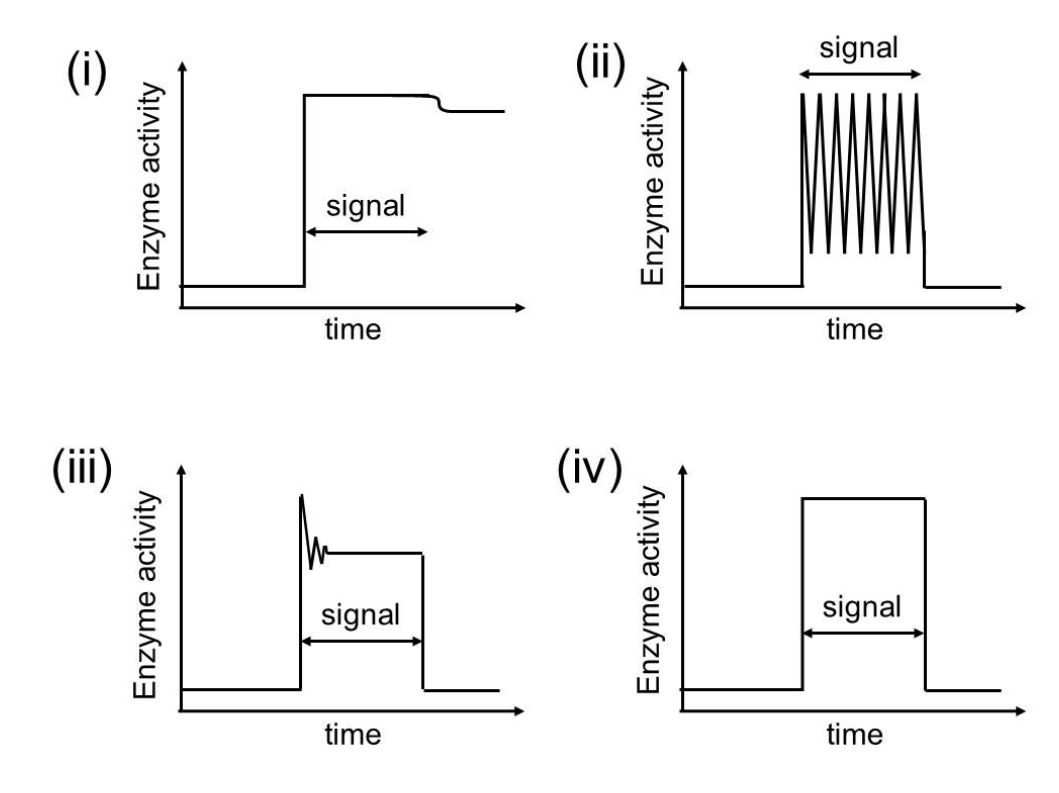 (i)
Enzyme activity
signal
time
(ii)
signal
Enzyme activity
time
(iii)
Enzyme activity
signal
time
(iv)
Enzyme activity
signal
time